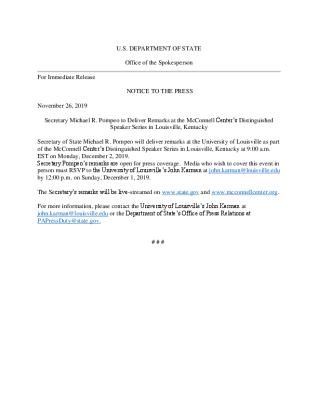 U.S. DEPARTMENT OF STATE
Office of the Spokesperson
For Immediate Release
NOTICE TO THE PRESS
November 26, 2019
Secretary Michael R. Pompeo to Deliver Remarks at the McConnell Center's Distinguished
Speaker Series in Louisville, Kentucky
Secretary of State Michael R. Pompeo will deliver remarks at the University of Louisville as part
of the McConnell Center's Distinguished Speaker Series in Louisville, Kentucky at 9:00 a.m.
EST on Monday, December 2, 2019.
Secretary Pompeo's remarks are open for press coverage. Media who wish to cover this event in
person must RSVP to the University of Louisville's John Karman at john.karman@louisville.edu
by 12:00 p.m. on Sunday, December 1, 2019.
The Secretary's remarks will be live-streamed on www.state.gov and www.mcconnellcenter.org.
For more information, please contact the University of Louisville's John Karman at
john.karman@louisville.edu or the Department of State's Office of Press Relations at
PAPressDuty@state.gov.
# # #